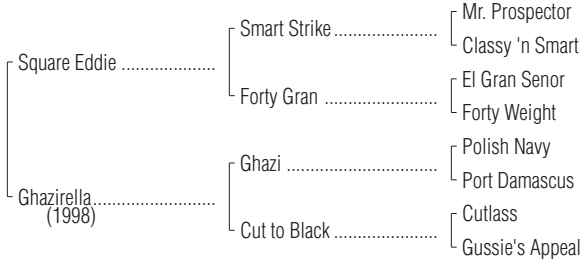 Mr. Prospector
Smart Strike ....................
Classy 'n Smart
Square Eddie ...................
El Gran Senor
Forty Gran ......................
Forty Weight
Polish Navy
Ghazi ..............................
Port Damascus
Ghazirella.........................
(1998)
Cutlass
Cut to Black ....................
Gussie's Appeal